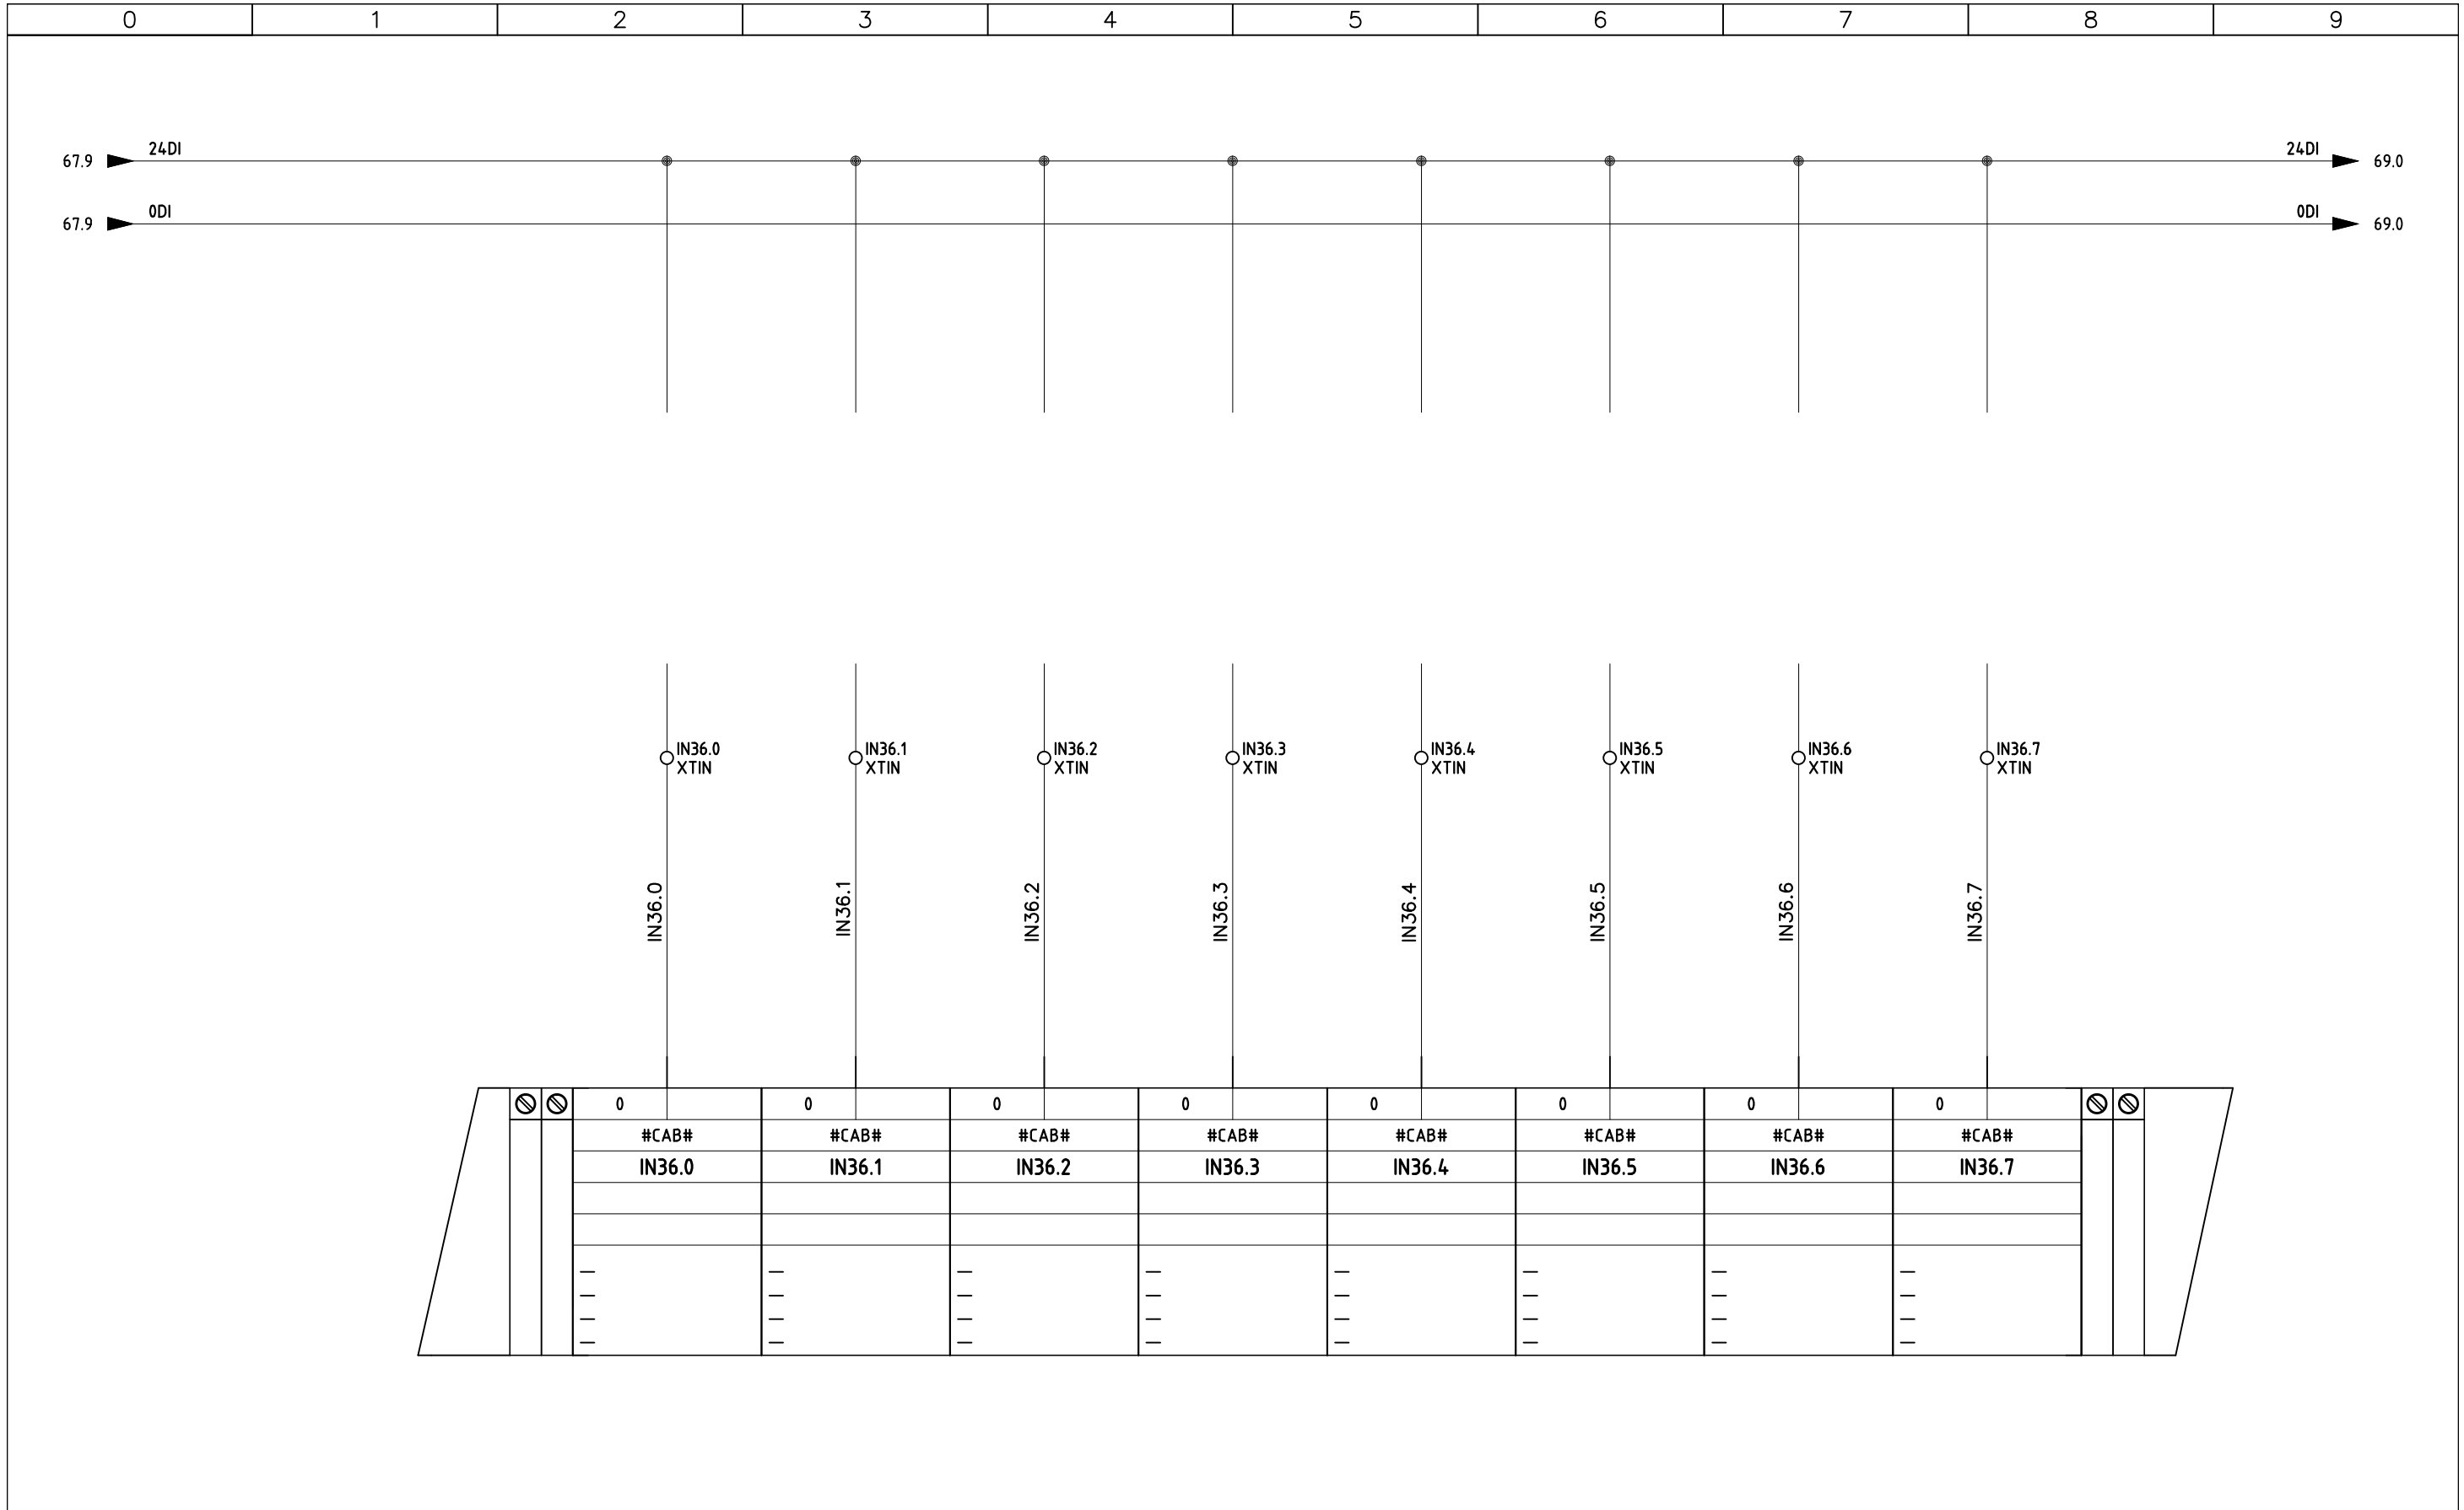 0 1 2 3 4 5 6 7 8 9
67.9 24DI 24DI 69.0
67.9 0DI 0DI 69.0
IN36.0 IN36.1 IN36.2 IN36.3 IN36.4 IN36.5 IN36.6 IN36.7
XTIN XTIN XTIN XTIN XTIN XTIN XTIN XTIN
IN36.0 IN36.1 IN36.2 IN36.3 IN36.4 IN36.5 IN36.6 IN36.7
0 0 0 0 0 0 0 0
#CAB# #CAB# #CAB# #CAB# #CAB# #CAB# #CAB# #CAB#
IN36.0 IN36.1 IN36.2 IN36.3 IN36.4 IN36.5 IN36.6 IN36.7